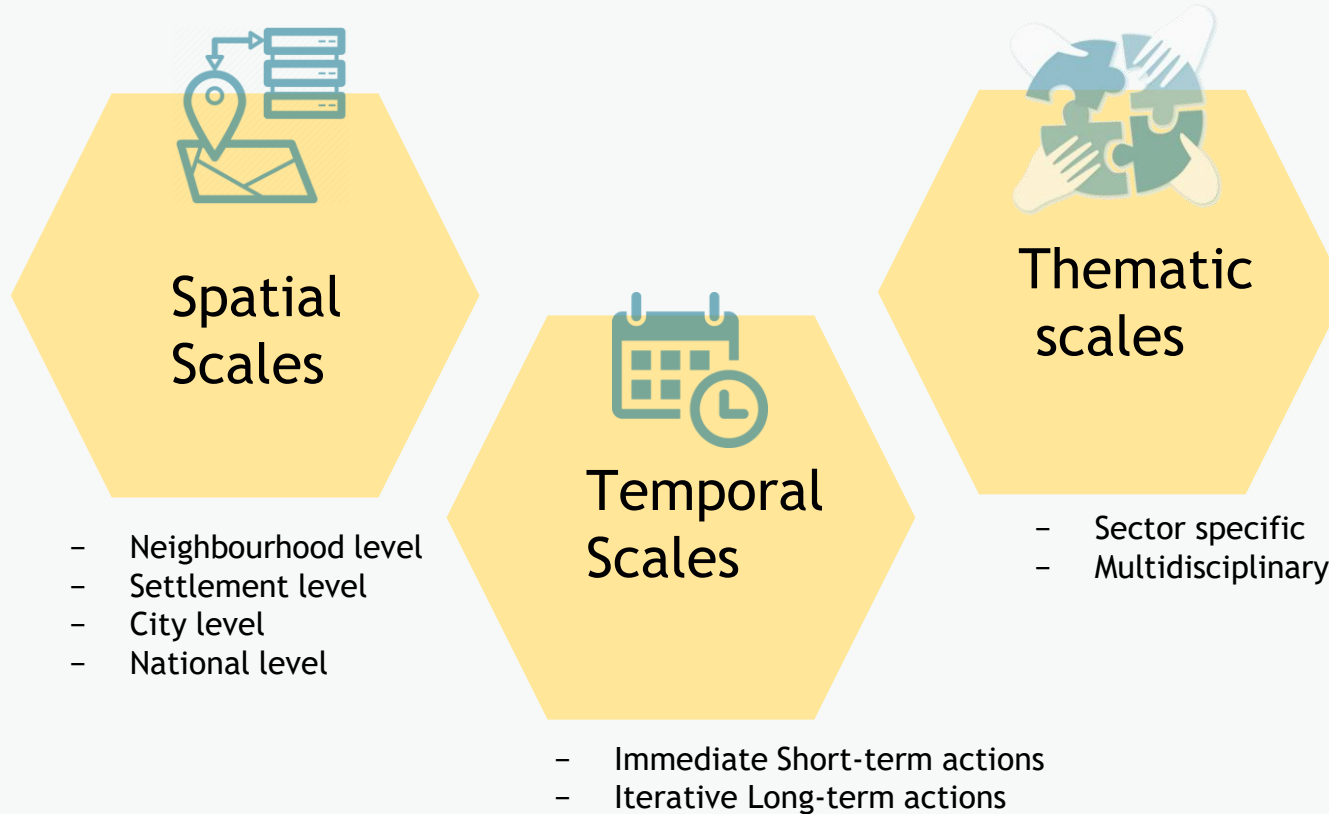 Spatial
Scales
− Neighbourhood level
− Settlement level
− City level
− National level
Temporal
Scales
− Immediate Short-term actions
− Iterative Long-term actions
Thematic
scales
− Sector specific
− Multidisciplinary